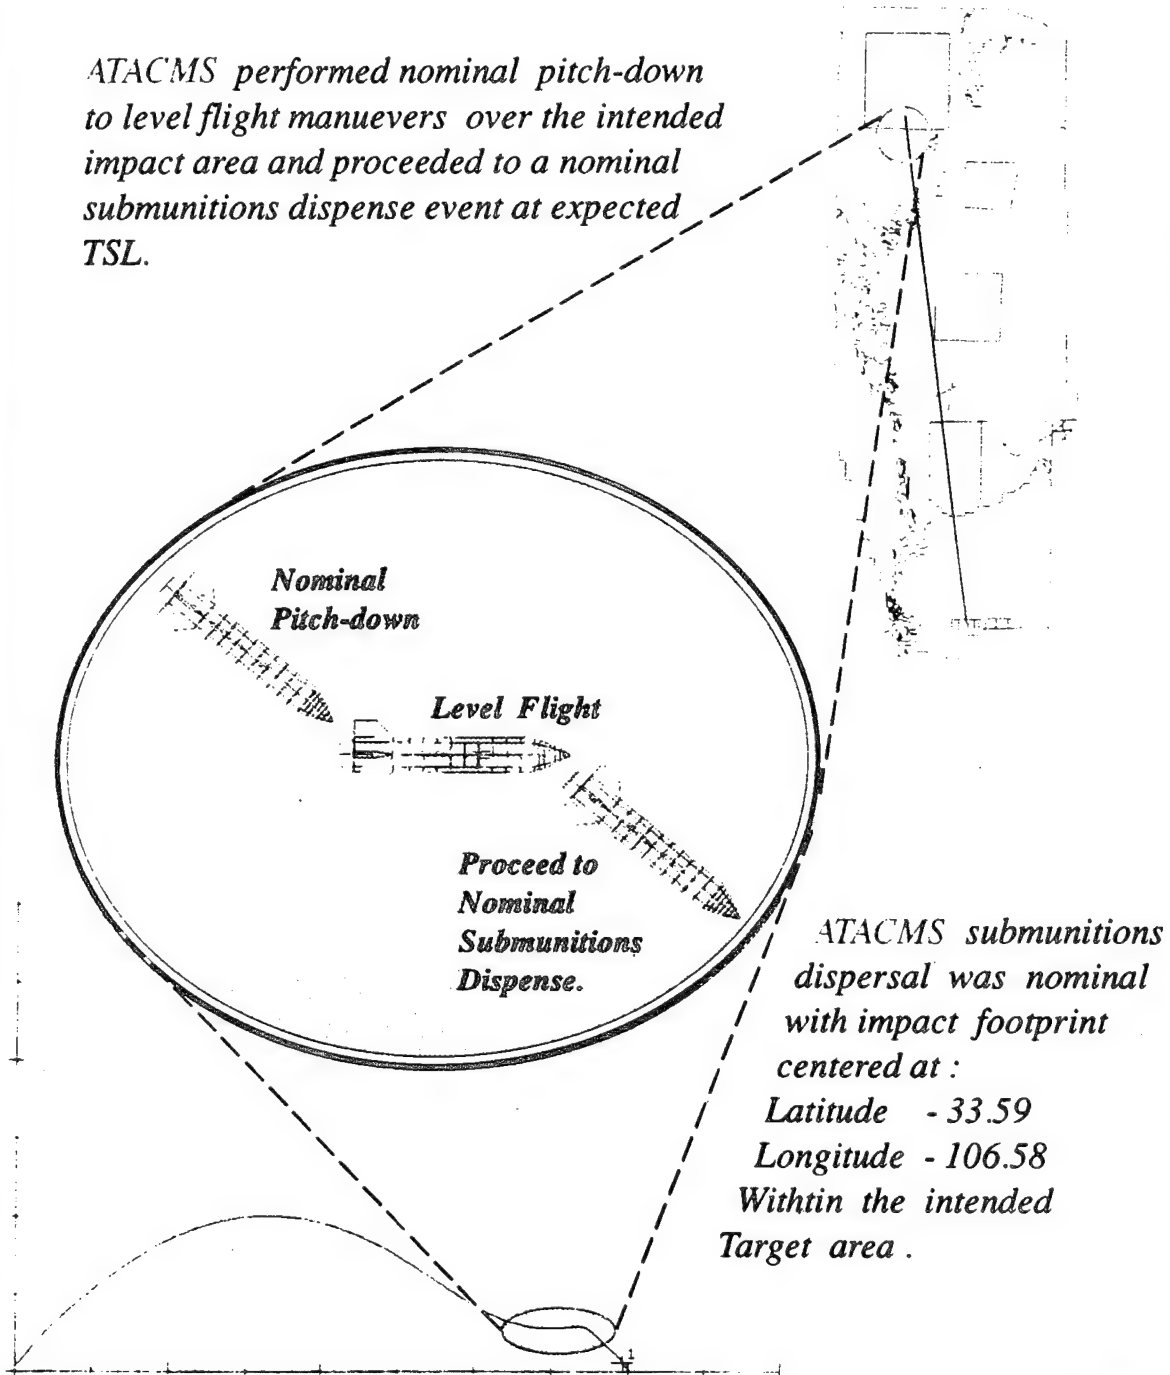 ATACMS performed nominal pitch-down
to level flight manuevers over the intended
impact area and proceeded to a nominal
submunitions dispense event at expected
TSL.
Nominal
Pitch-down
Level Flight
Proceed to
Nominal
Submunitions
Dispense.
ATACMS submunitions
dispersal was nominal
with impact footprint
centered at :
Latitude - 33.59
Longitude - 106.58
Withtin the intended
Target area .
1